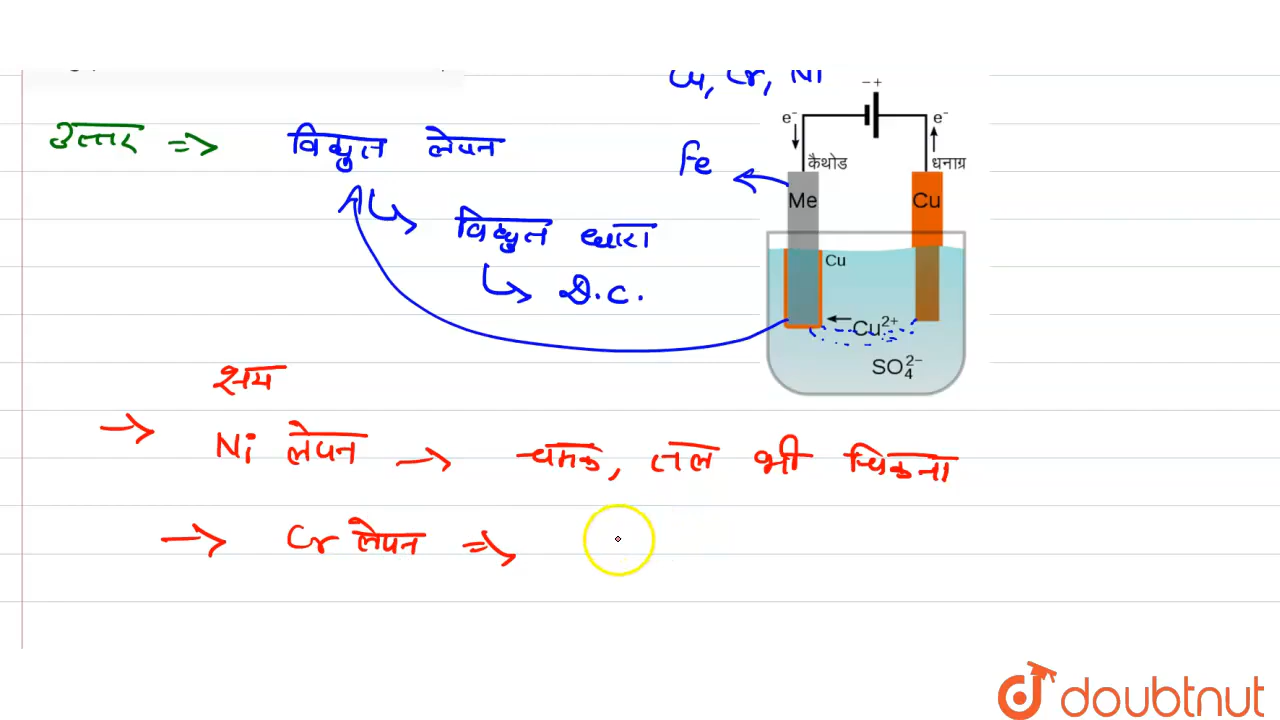 Cu, Cr, Ni
− +
e⁻ e⁻
उत्तर => विद्युत लेपन
Fe
कैथोड धनाग्र
Me Cu
विद्युत धारा
Cu
D.C.
Cu²⁺
SO₄²⁻
क्षय
→ Ni लेपन → चमक, तल भी चिकना
→ Cr लेपन =>
doubtnut